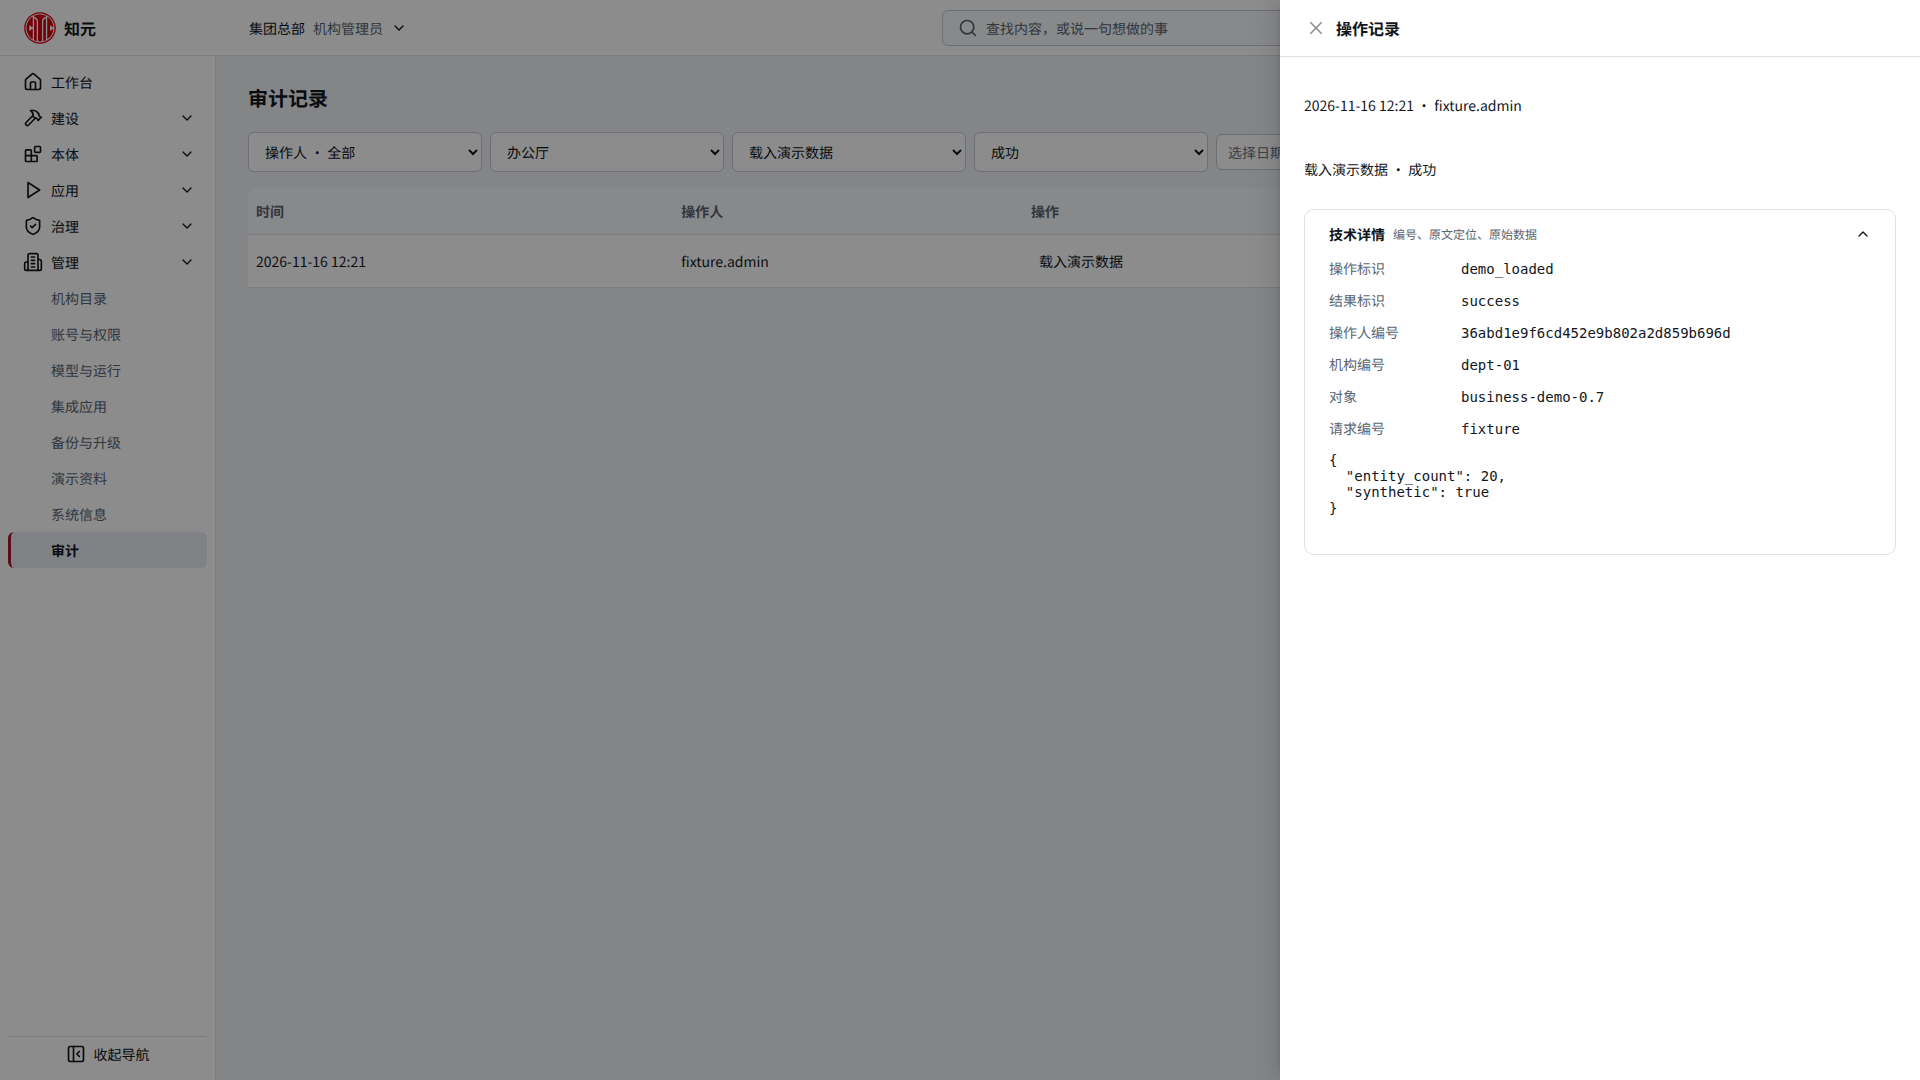 知元
集团总部 机构管理员
查找内容，或说一句想做的事
工作台
建设
本体
应用
治理
管理
机构目录
账号与权限
模型与运行
集成应用
备份与升级
演示资料
系统信息
审计
收起导航
审计记录
操作人 · 全部
办公厅
载入演示数据
成功
选择日期
时间 操作人 操作
2026-11-16 12:21 fixture.admin 载入演示数据
操作记录
2026-11-16 12:21 · fixture.admin
载入演示数据 · 成功
技术详情 编号、原文定位、原始数据
操作标识 demo_loaded
结果标识 success
操作人编号 36abd1e9f6cd452e9b802a2d859b696d
机构编号 dept-01
对象 business-demo-0.7
请求编号 fixture
{
"entity_count": 20,
"synthetic": true
}